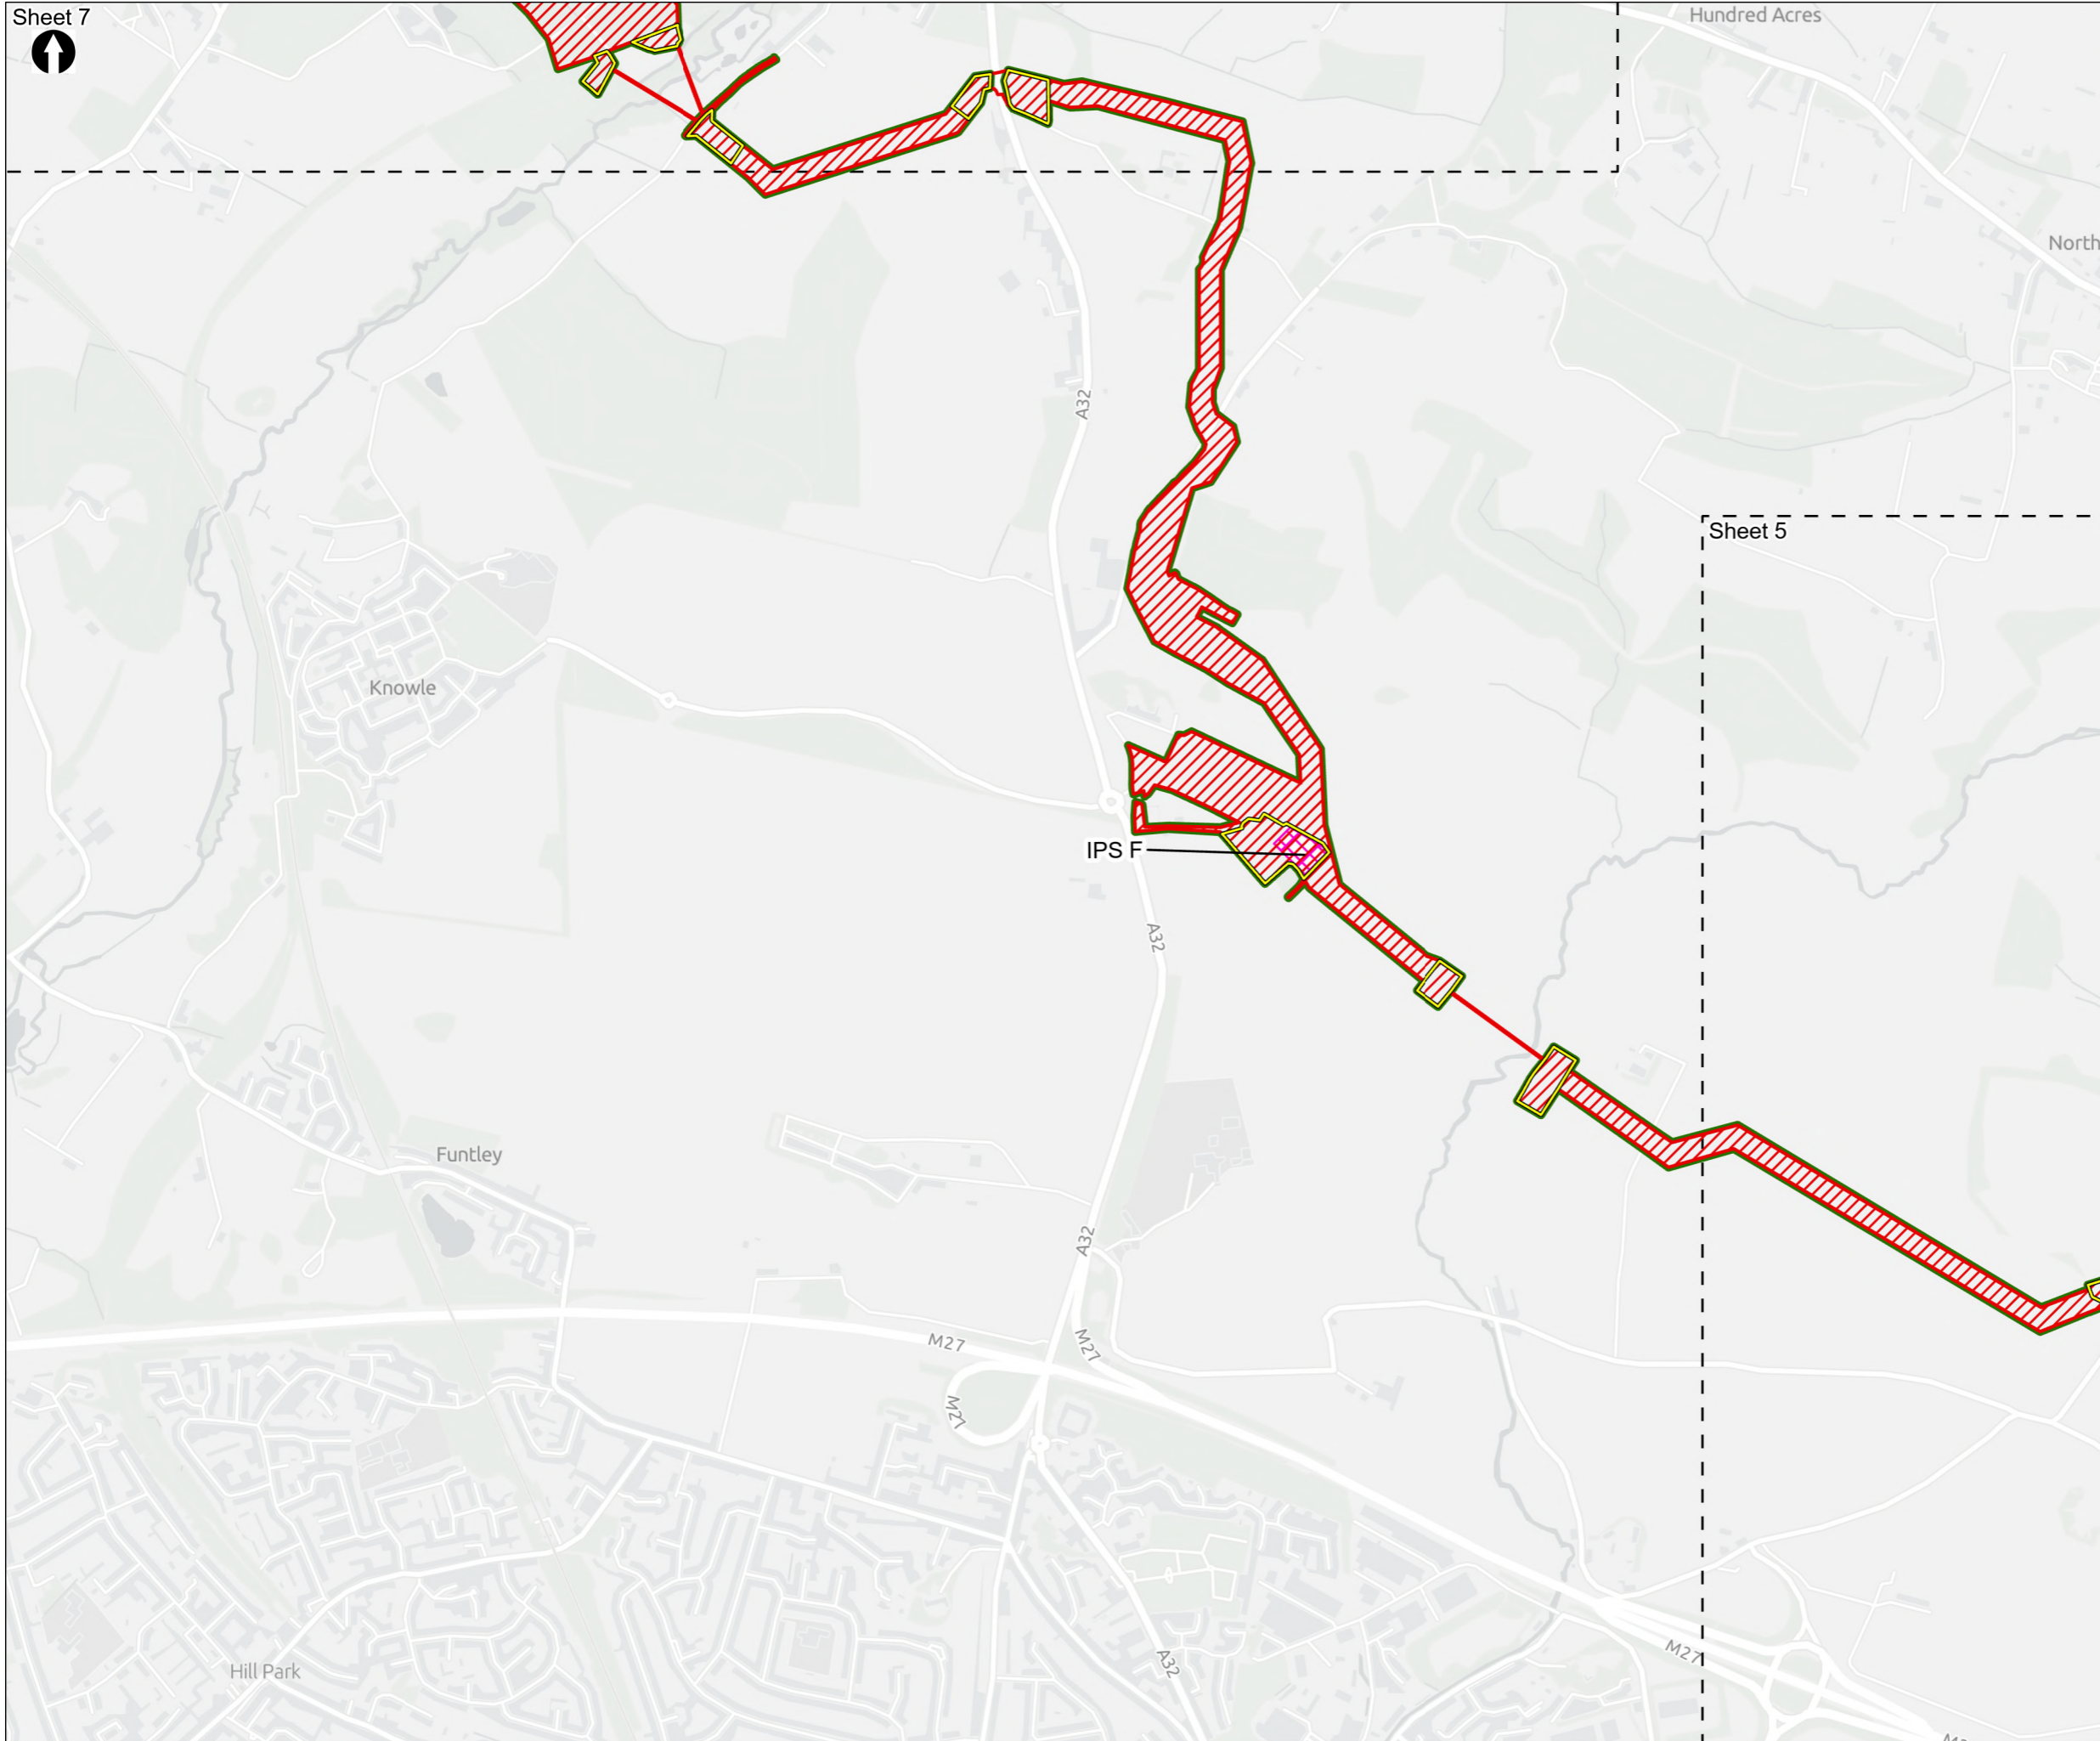 Sheet 7
Hundred Acres
North
A32
Sheet 5
Knowle
IPS F
A32
Funtley
A32
M27
M27
M27
Hill Park
A32
M27